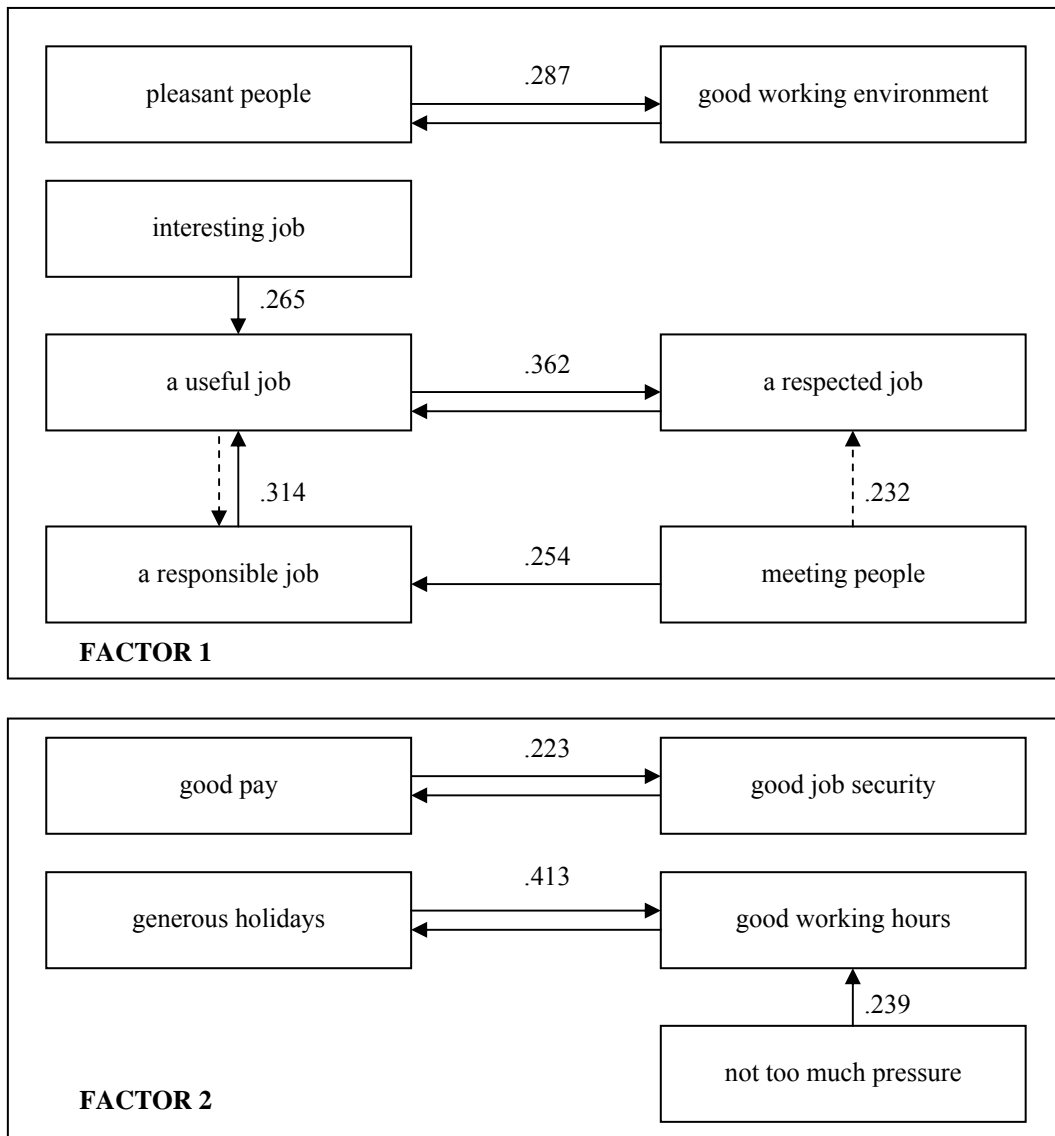 .287
pleasant people
good working environment
interesting job
.265
a useful job
.362
a respected job
.314
.232
a responsible job
.254
meeting people
FACTOR 1
.223
good pay
good job security
.413
generous holidays
good working hours
.239
not too much pressure
FACTOR 2